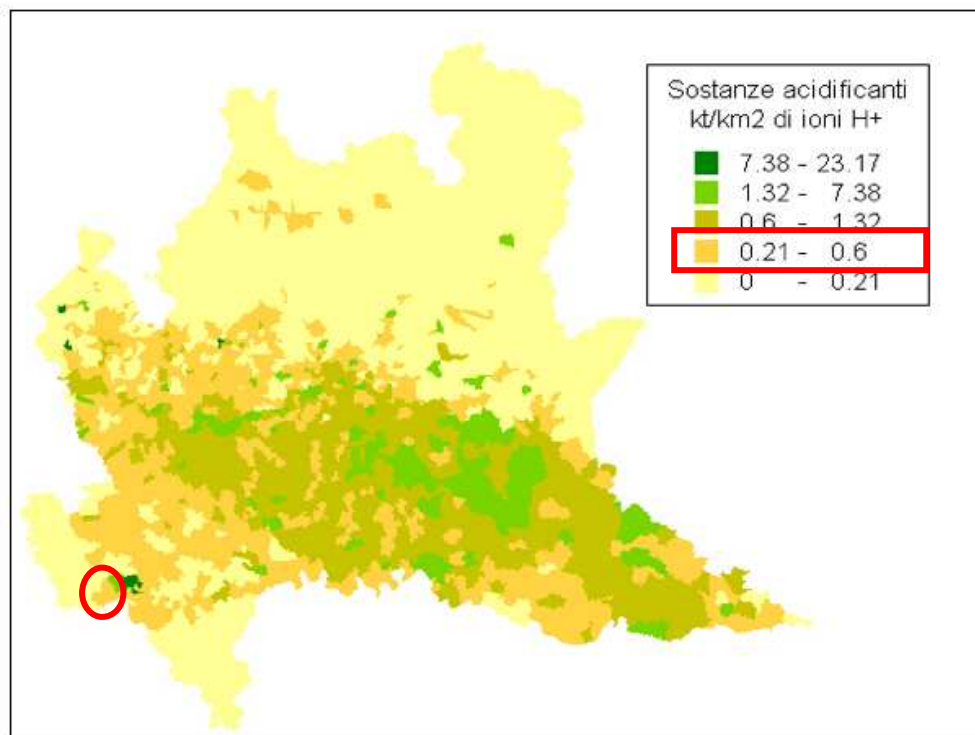 Sostanze acidificanti
kt/km2 di ioni H+
7.38 - 23.17
1.32 - 7.38
0.6 - 1.32
0.21 - 0.6
0 - 0.21